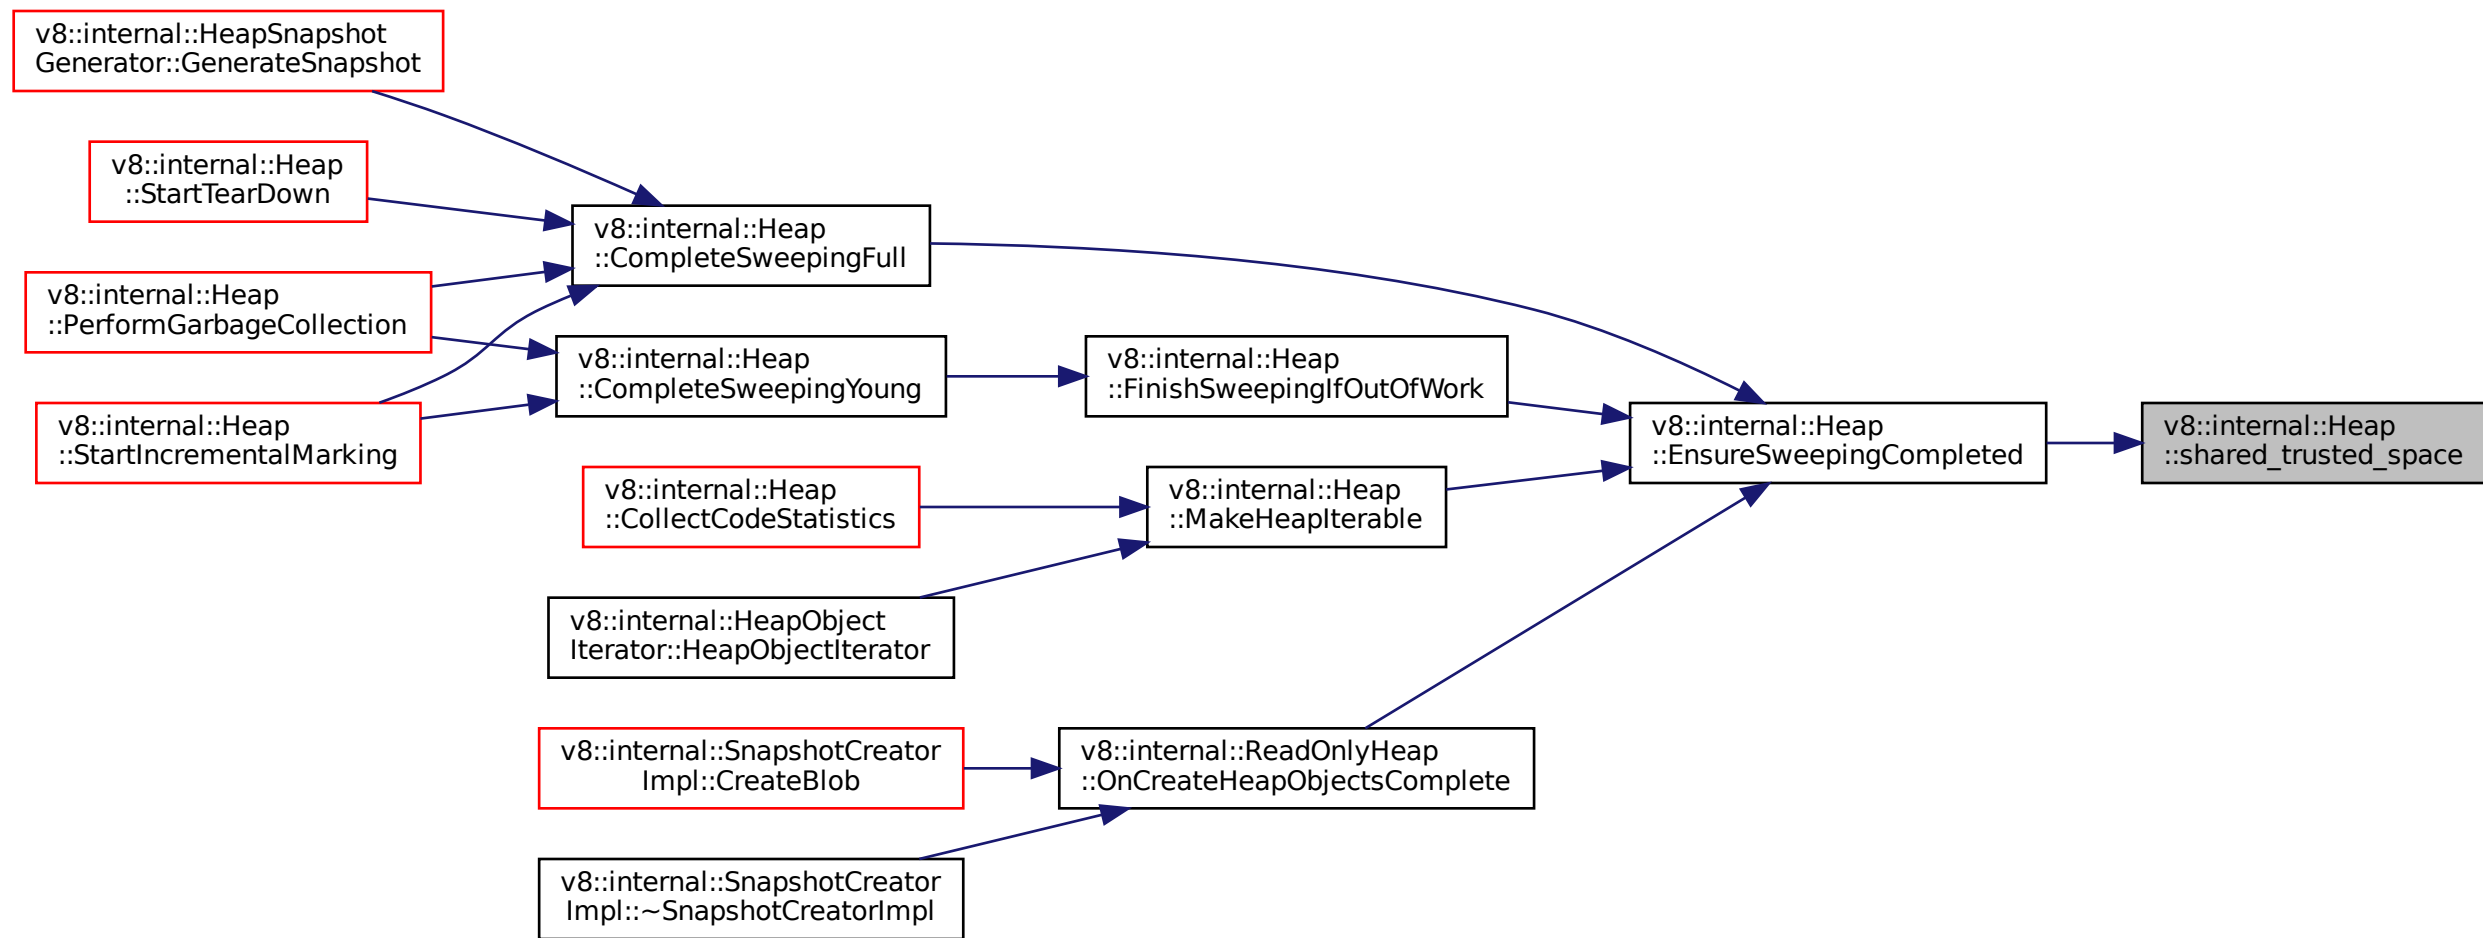 v8::internal::HeapSnapshot
Generator::GenerateSnapshot
v8::internal::Heap
::StartTearDown
v8::internal::Heap
::CompleteSweepingFull
v8::internal::Heap
::PerformGarbageCollection
v8::internal::Heap
::CompleteSweepingYoung
v8::internal::Heap
::FinishSweepingIfOutOfWork
v8::internal::Heap
::StartIncrementalMarking
v8::internal::Heap
::EnsureSweepingCompleted
v8::internal::Heap
::shared_trusted_space
v8::internal::Heap
::CollectCodeStatistics
v8::internal::Heap
::MakeHeapIterable
v8::internal::HeapObject
Iterator::HeapObjectIterator
v8::internal::SnapshotCreator
Impl::CreateBlob
v8::internal::ReadOnlyHeap
::OnCreateHeapObjectsComplete
v8::internal::SnapshotCreator
Impl::~SnapshotCreatorImpl